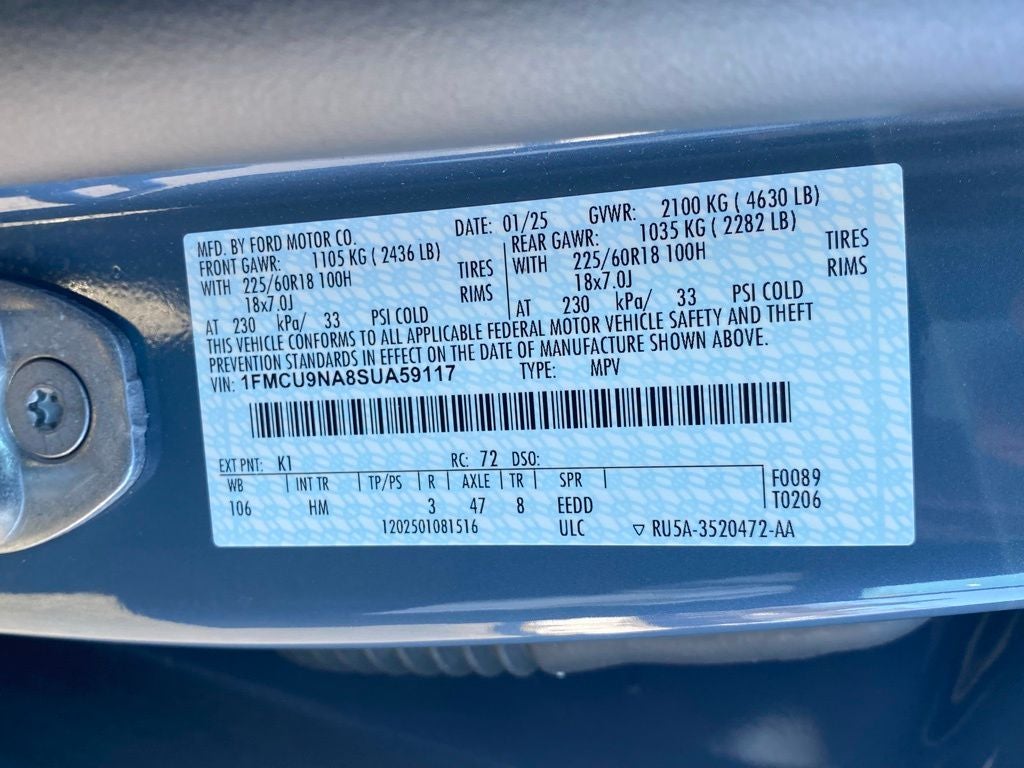 MFD. BY FORD MOTOR CO. DATE: 01/25 GVWR: 2100 KG ( 4630 LB)
FRONT GAWR: 1105 KG ( 2436 LB) REAR GAWR: 1035 KG ( 2282 LB)
WITH 225/60R18 100H TIRES WITH 225/60R18 100H TIRES
18x7.0J RIMS 18x7.0J RIMS
AT 230 kPa/ 33 PSI COLD AT 230 kPa/ 33 PSI COLD
THIS VEHICLE CONFORMS TO ALL APPLICABLE FEDERAL MOTOR VEHICLE SAFETY AND THEFT
PREVENTION STANDARDS IN EFFECT ON THE DATE OF MANUFACTURE SHOWN ABOVE.
VIN: 1FMCU9NA8SUA59117 TYPE: MPV
EXT PNT: K1 RC: 72 DSO:
WB INT TR TP/PS R AXLE TR SPR F0089
106 HM 3 47 8 EEDD T0206
1202501081516 ULC ▽ RU5A-3520472-AA